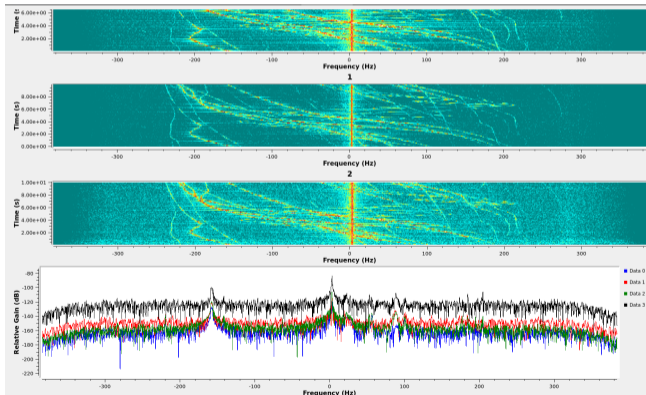 Time (s
6.00e+00
4.00e+00
2.00e+00
-300 -200 -100 0 100 200 300
Frequency (Hz)
1
Time (s)
8.00e+00
6.00e+00
4.00e+00
2.00e+00
0.00e+00
-300 -200 -100 0 100 200 300
Frequency (Hz)
2
Time (s)
1.00e+01
8.00e+00
6.00e+00
4.00e+00
2.00e+00
-300 -200 -100 0 100 200 300
Frequency (Hz)
Relative Gain (dB)
-80
-100
-120
-140
-160
-180
-200
-220
-300 -200 -100 0 100 200 300
Frequency (Hz)
Data 0
Data 1
Data 2
Data 3